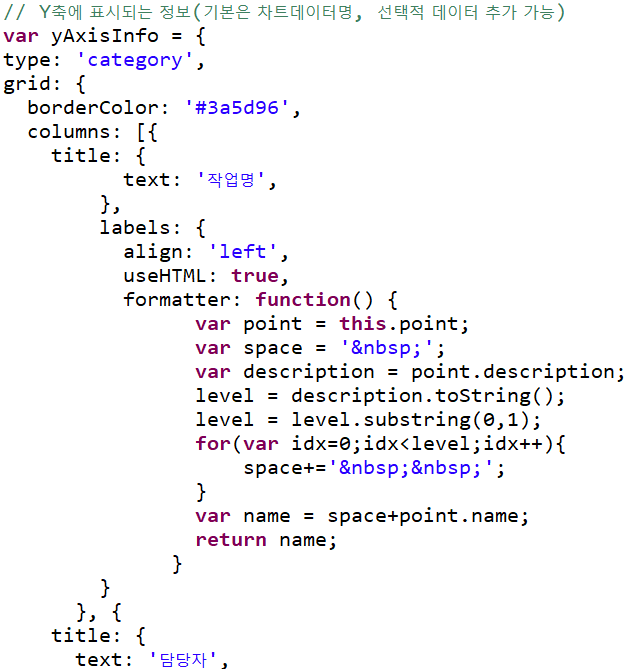 // Y축에 표시되는 정보(기본은 차트데이터명, 선택적 데이터 추가 가능)
var yAxisInfo = {
type: 'category',
grid: {
  borderColor: '#3a5d96',
  columns: [{
    title: {
          text: '작업명',
        },
        labels: {
          align: 'left',
          useHTML: true,
          formatter: function() {
                var point = this.point;
                var space = '&nbsp;';
                var description = point.description;
                level = description.toString();
                level = level.substring(0,1);
                for(var idx=0;idx<level;idx++){
                    space+='&nbsp;&nbsp;';
                }
                var name = space+point.name;
                return name;
              }
        }
      }, {
    title: {
      text: '담당자',